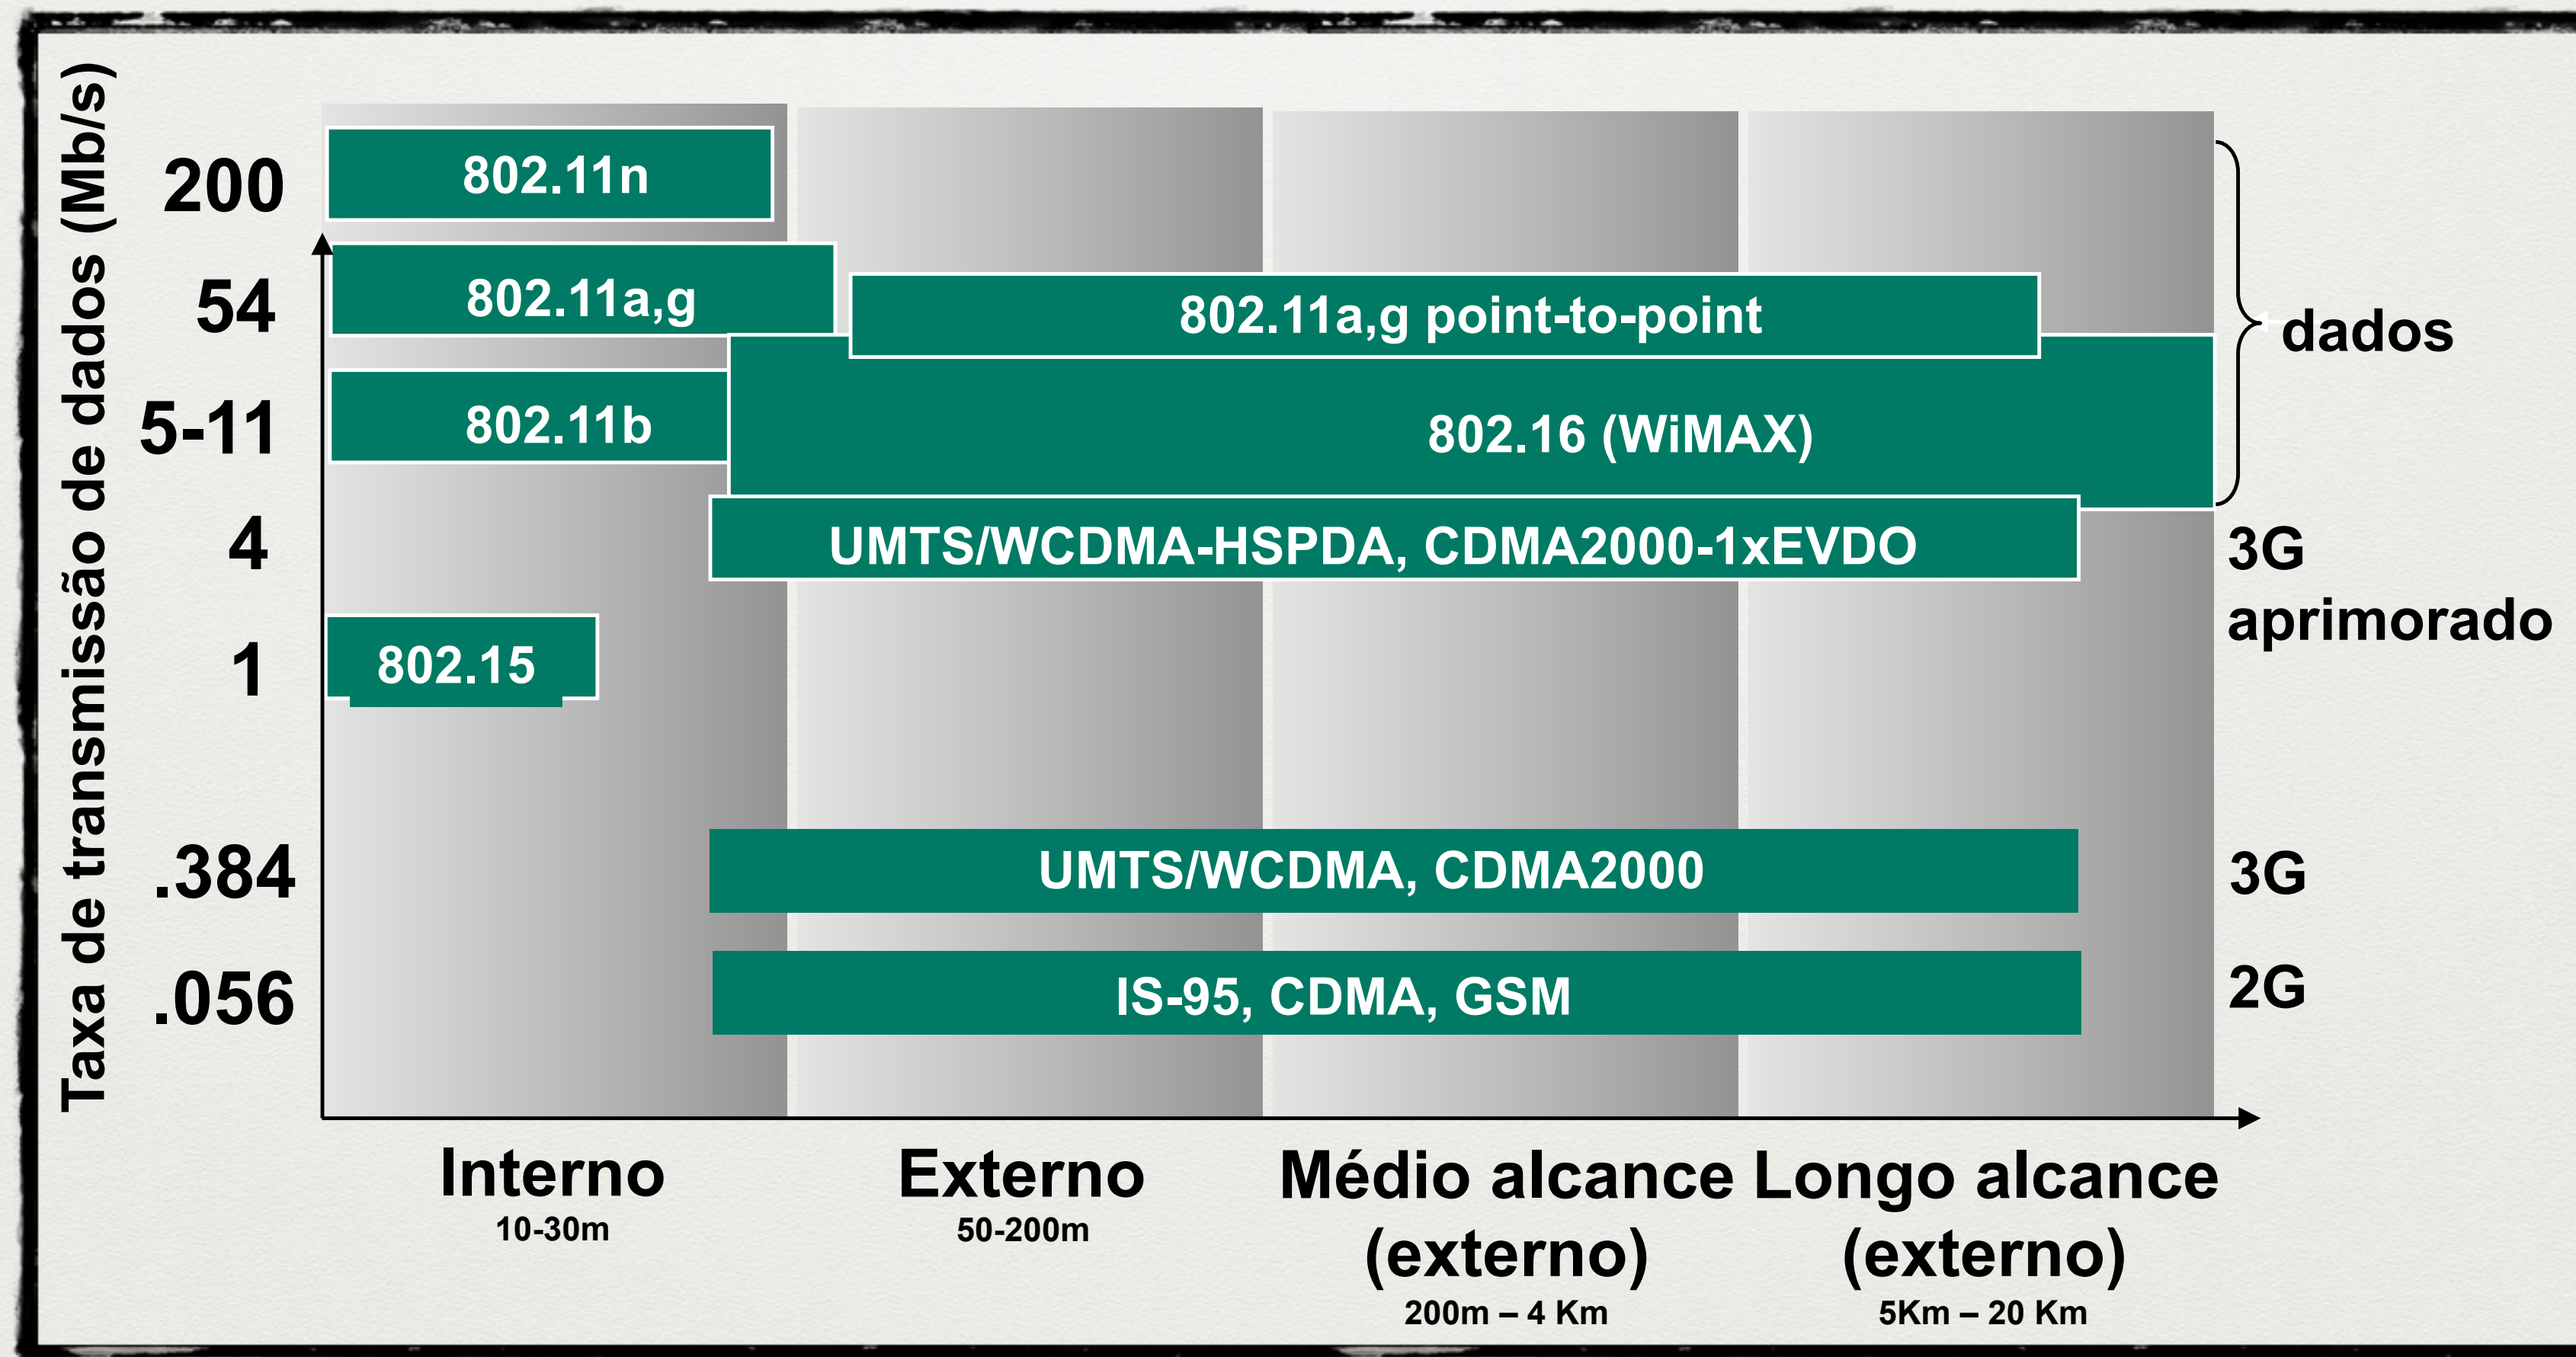 Taxa de transmissão de dados (Mb/s)
200
802.11n
54
802.11a,g
802.11a,g point-to-point
dados
5-11
802.11b
802.16 (WiMAX)
4
UMTS/WCDMA-HSPDA, CDMA2000-1xEVDO
3G
aprimorado
1
802.15
.384
UMTS/WCDMA, CDMA2000
3G
.056
IS-95, CDMA, GSM
2G
Interno
10-30m
Externo
50-200m
Médio alcance
(externo)
200m – 4 Km
Longo alcance
(externo)
5Km – 20 Km